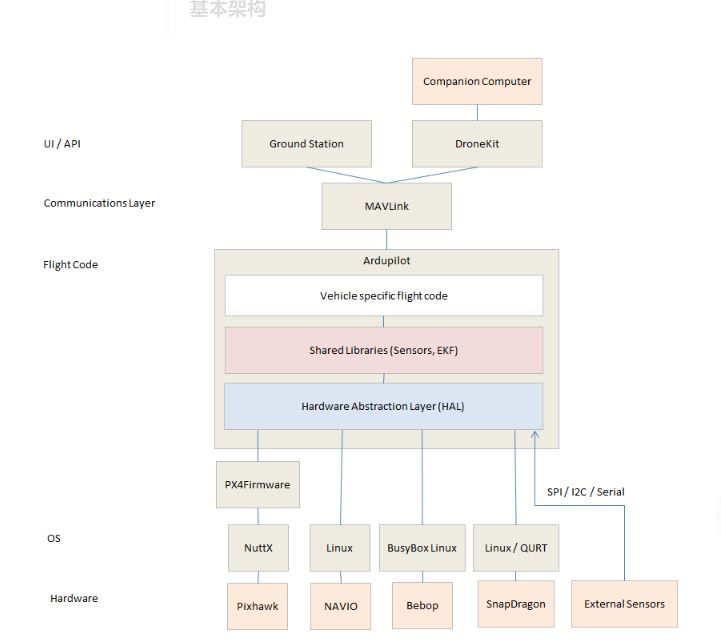 基本架构
Companion Computer
UI / API
Ground Station
DroneKit
Communications Layer
MAVLink
Flight Code
Ardupilot
Vehicle specific flight code
Shared Libraries (Sensors, EKF)
Hardware Abstraction Layer (HAL)
PX4Firmware
SPI / I2C / Serial
OS
NuttX
Linux
BusyBox Linux
Linux / QURT
Hardware
Pixhawk
NAVIO
Bebop
SnapDragon
External Sensors